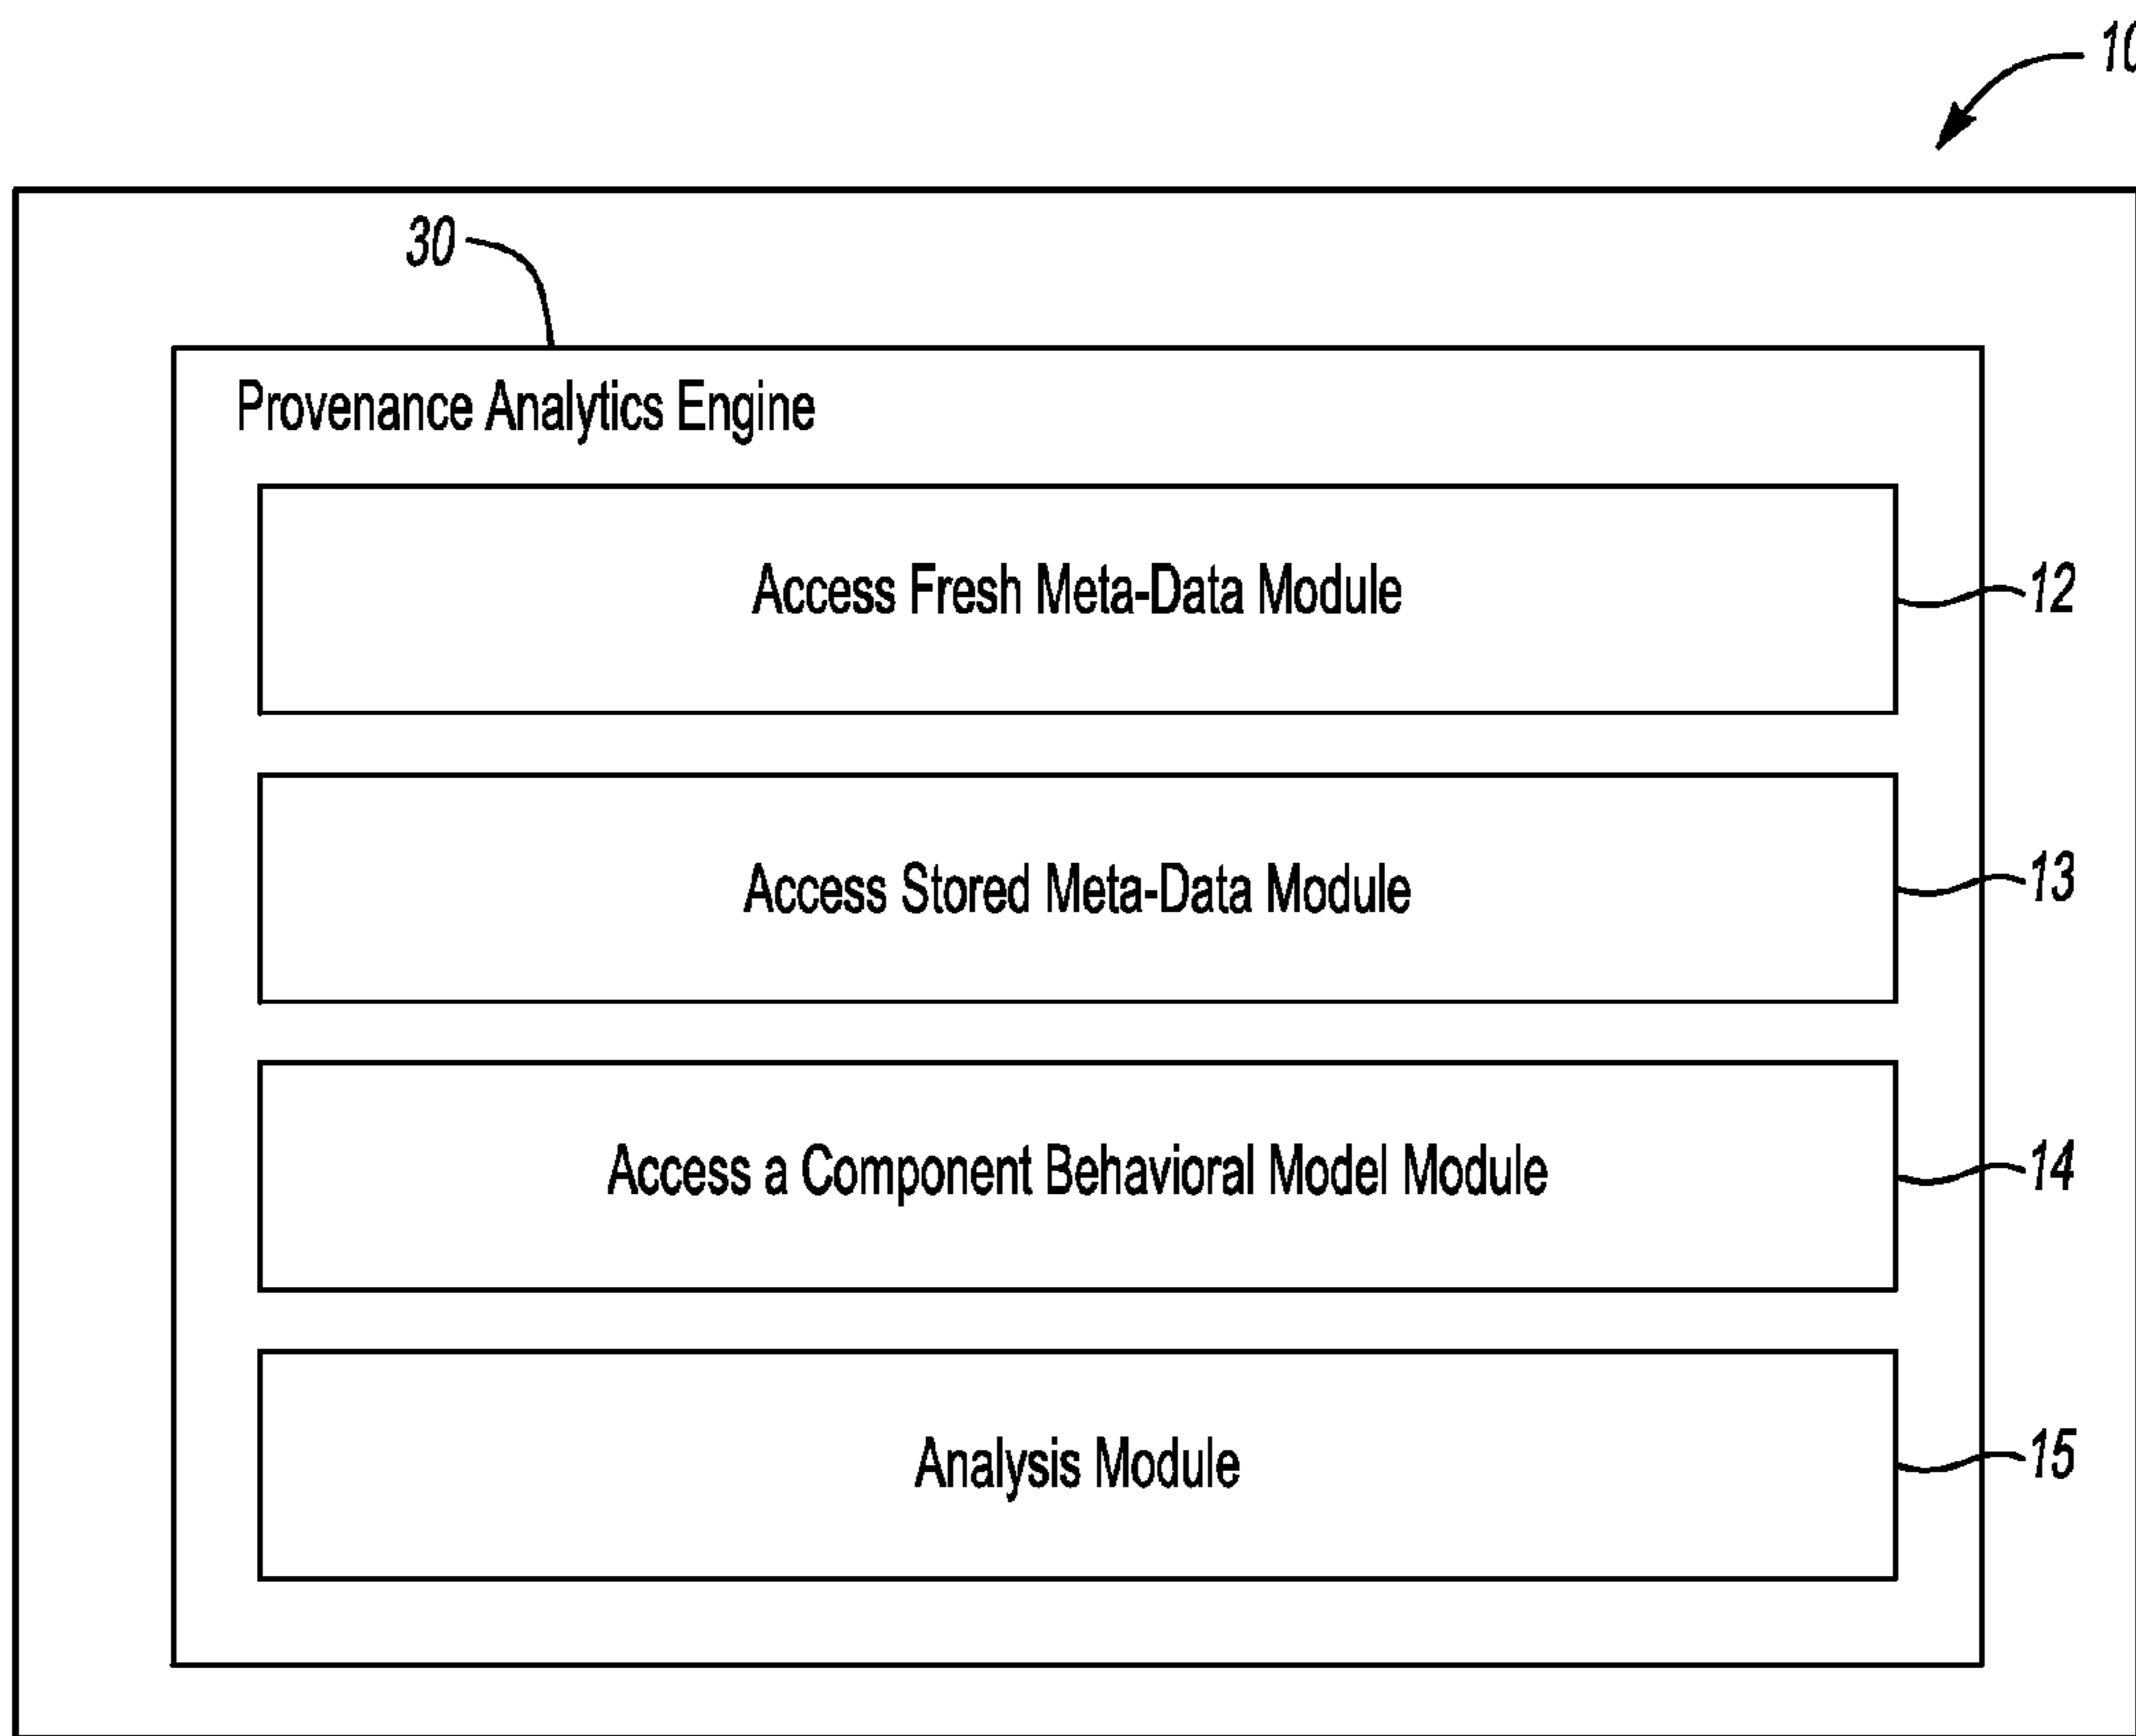 10
30
Provenance Analytics Engine
Access Fresh Meta-Data Module
12
Access Stored Meta-Data Module
13
Access a Component Behavioral Model Module
14
Analysis Module
15